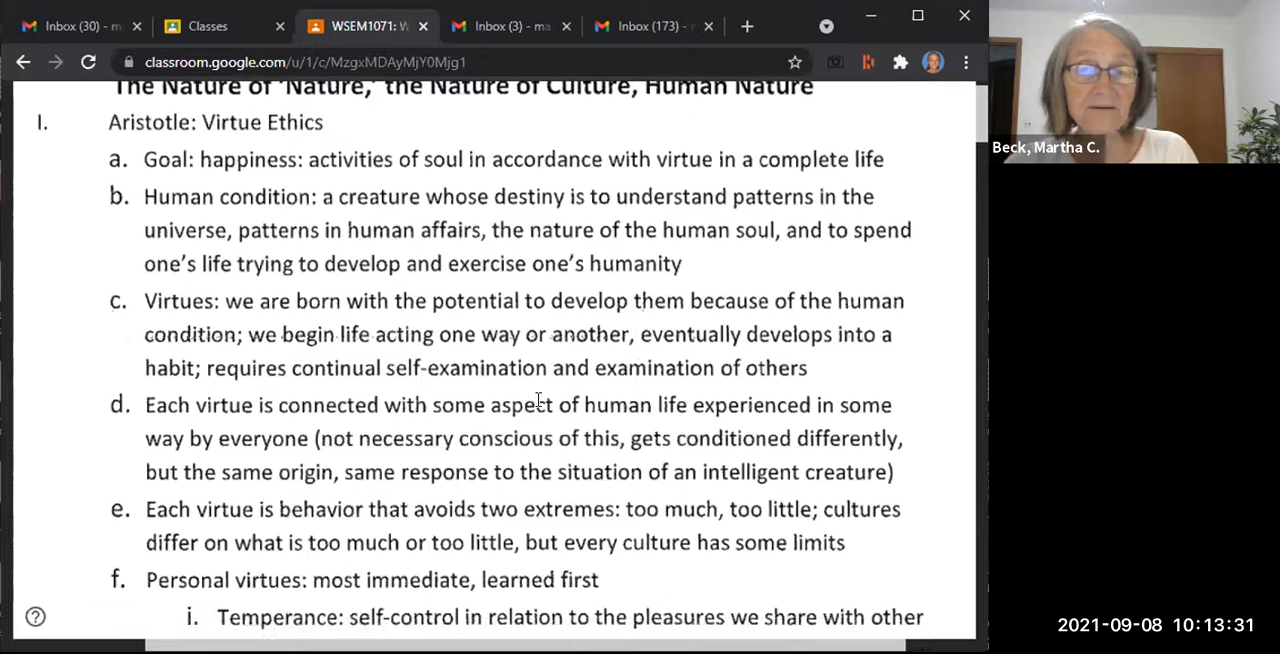 Inbox (30) - m
Classes
WSEM1071: W
Inbox (3) - ma
Inbox (173) -
classroom.google.com/u/1/c/MzgxMDAyMjY0Mjg1
The Nature of 'Nature,' the Nature of Culture, Human Nature
I. Aristotle: Virtue Ethics
a. Goal: happiness: activities of soul in accordance with virtue in a complete life
b. Human condition: a creature whose destiny is to understand patterns in the
universe, patterns in human affairs, the nature of the human soul, and to spend
one's life trying to develop and exercise one's humanity
c. Virtues: we are born with the potential to develop them because of the human
condition; we begin life acting one way or another, eventually develops into a
habit; requires continual self-examination and examination of others
d. Each virtue is connected with some aspect of human life experienced in some
way by everyone (not necessary conscious of this, gets conditioned differently,
but the same origin, same response to the situation of an intelligent creature)
e. Each virtue is behavior that avoids two extremes: too much, too little; cultures
differ on what is too much or too little, but every culture has some limits
f. Personal virtues: most immediate, learned first
i. Temperance: self-control in relation to the pleasures we share with other
Beck, Martha C.
2021-09-08 10:13:31